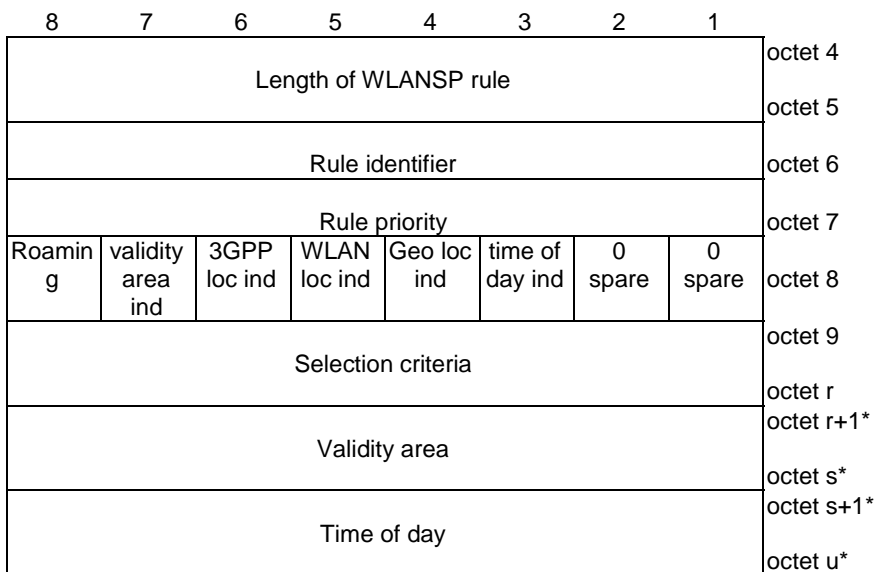 8 7 6 5 4 3 2 1
octet 4
Length of WLANSP rule
octet 5
Rule identifier octet 6
Rule priority octet 7
Roamin validity 3GPP WLAN Geo loc time of 0 0
g area loc ind loc ind ind day ind spare spare octet 8
ind
octet 9
Selection criteria
octet r
octet r+1*
Validity area
octet s*
octet s+1*
Time of day
octet u*